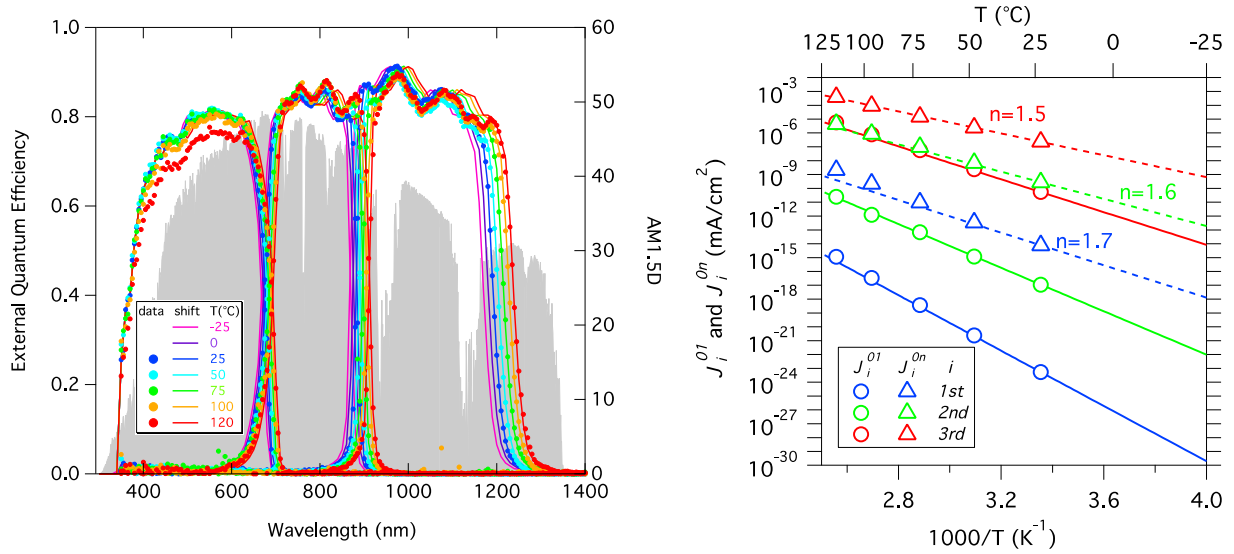 1.0
0.8
0.6
0.4
0.2
0.0
External Quantum Efficiency
60
50
40
30
20
10
0
AM1.5D
400 600 800 1000 1200 1400
Wavelength (nm)
data shift T(°C)
-25
0
25
50
75
100
120
T (°C)
125 100 75 50 25 0 -25
10⁻³
10⁻⁶
10⁻⁹
10⁻¹²
10⁻¹⁵
10⁻¹⁸
10⁻²¹
10⁻²⁴
10⁻²⁷
10⁻³⁰
J_i^01 and J_i^0n (mA/cm²)
n=1.5
n=1.6
n=1.7
J_i^01 J_i^0n i
1st
2nd
3rd
2.8 3.2 3.6 4.0
1000/T (K⁻¹)